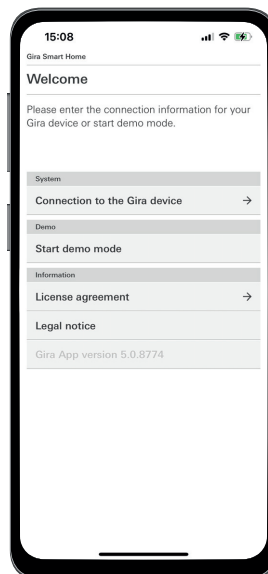 15:08
Gira Smart Home
Welcome
Please enter the connection information for your
Gira device or start demo mode.
System
Connection to the Gira device
Demo
Start demo mode
Information
License agreement
Legal notice
Gira App version 5.0.8774